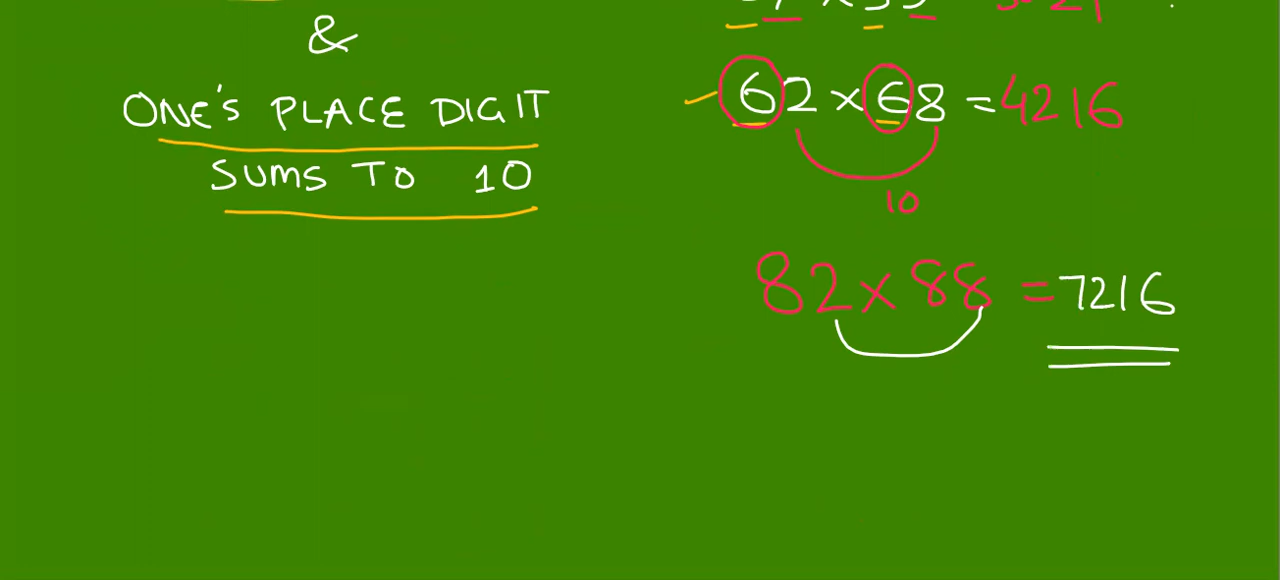 &
ONE'S PLACE DIGIT
SUMS TO 10
62 × 68 = 4216
10
82 × 88 = 7216